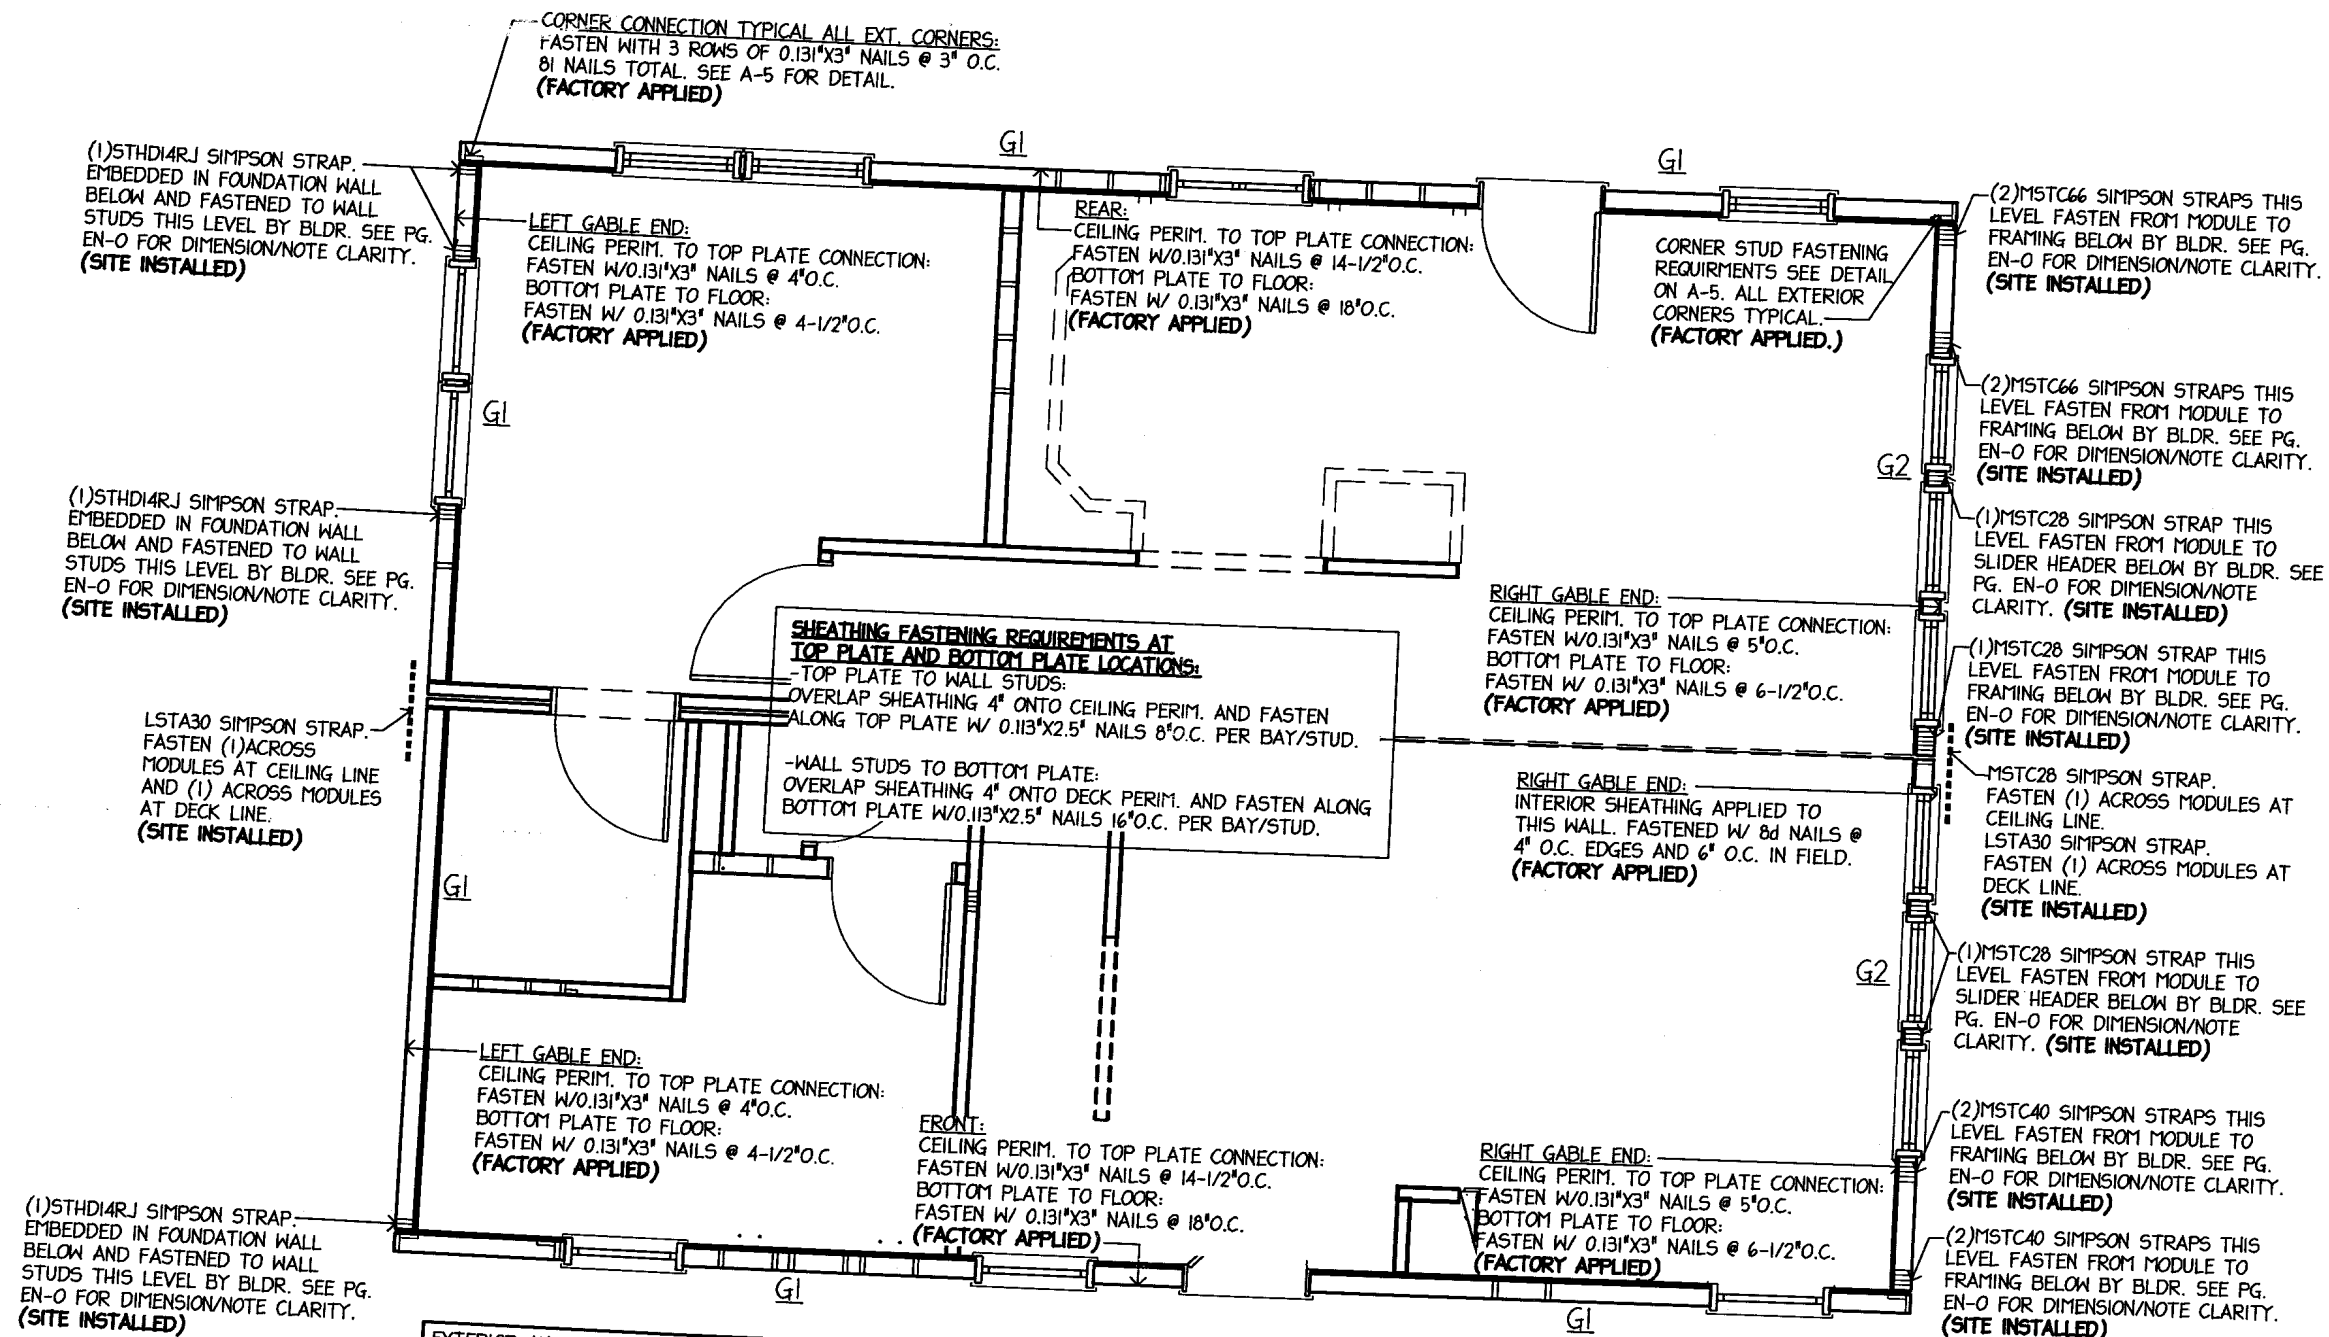 CORNER CONNECTION TYPICAL ALL EXT. CORNERS:
FASTEN WITH 3 ROWS OF 0.131"X3" NAILS @ 3" O.C.
81 NAILS TOTAL. SEE A-5 FOR DETAIL.
(FACTORY APPLIED)
(1)STHD14RJ SIMPSON STRAP.
EMBEDDED IN FOUNDATION WALL
BELOW AND FASTENED TO WALL
STUDS THIS LEVEL BY BLDR. SEE PG.
EN-0 FOR DIMENSION/NOTE CLARITY.
(SITE INSTALLED)
G1
G1
LEFT GABLE END:
CEILING PERIM. TO TOP PLATE CONNECTION:
FASTEN W/0.131"X3" NAILS @ 4"O.C.
BOTTOM PLATE TO FLOOR:
FASTEN W/ 0.131"X3" NAILS @ 4-1/2"O.C.
(FACTORY APPLIED)
REAR:
CEILING PERIM. TO TOP PLATE CONNECTION:
FASTEN W/0.131"X3" NAILS @ 14-1/2"O.C.
BOTTOM PLATE TO FLOOR:
FASTEN W/ 0.131"X3" NAILS @ 18"O.C.
(FACTORY APPLIED)
CORNER STUD FASTENING
REQUIRMENTS SEE DETAIL
ON A-5. ALL EXTERIOR
CORNERS TYPICAL.
(FACTORY APPLIED.)
(2)MSTC66 SIMPSON STRAPS THIS
LEVEL FASTEN FROM MODULE TO
FRAMING BELOW BY BLDR. SEE PG.
EN-0 FOR DIMENSION/NOTE CLARITY.
(SITE INSTALLED)
(2)MSTC66 SIMPSON STRAPS THIS
LEVEL FASTEN FROM MODULE TO
FRAMING BELOW BY BLDR. SEE PG.
EN-0 FOR DIMENSION/NOTE CLARITY.
(SITE INSTALLED)
G1
G2
(1)STHD14RJ SIMPSON STRAP.
EMBEDDED IN FOUNDATION WALL
BELOW AND FASTENED TO WALL
STUDS THIS LEVEL BY BLDR. SEE PG.
EN-0 FOR DIMENSION/NOTE CLARITY.
(SITE INSTALLED)
(1)MSTC28 SIMPSON STRAP THIS
LEVEL FASTEN FROM MODULE TO
SLIDER HEADER BELOW BY BLDR. SEE
PG. EN-0 FOR DIMENSION/NOTE
CLARITY. (SITE INSTALLED)
RIGHT GABLE END:
CEILING PERIM. TO TOP PLATE CONNECTION:
FASTEN W/0.131"X3" NAILS @ 5"O.C.
BOTTOM PLATE TO FLOOR:
FASTEN W/ 0.131"X3" NAILS @ 6-1/2"O.C.
(FACTORY APPLIED)
SHEATHING FASTENING REQUIREMENTS AT
TOP PLATE AND BOTTOM PLATE LOCATIONS:
-TOP PLATE TO WALL STUDS:
OVERLAP SHEATHING 4" ONTO CEILING PERIM. AND FASTEN
ALONG TOP PLATE W/ 0.113"X2.5" NAILS 8"O.C. PER BAY/STUD.
-WALL STUDS TO BOTTOM PLATE:
OVERLAP SHEATHING 4" ONTO DECK PERIM. AND FASTEN ALONG
BOTTOM PLATE W/0.113"X2.5" NAILS 16"O.C. PER BAY/STUD.
(1)MSTC28 SIMPSON STRAP THIS
LEVEL FASTEN FROM MODULE TO
FRAMING BELOW BY BLDR. SEE PG.
EN-0 FOR DIMENSION/NOTE CLARITY.
(SITE INSTALLED)
LSTA30 SIMPSON STRAP.
FASTEN (1)ACROSS
MODULES AT CEILING LINE
AND (1) ACROSS MODULES
AT DECK LINE.
(SITE INSTALLED)
RIGHT GABLE END:
INTERIOR SHEATHING APPLIED TO
THIS WALL. FASTENED W/ 8d NAILS @
4" O.C. EDGES AND 6" O.C. IN FIELD.
(FACTORY APPLIED)
MSTC28 SIMPSON STRAP.
FASTEN (1) ACROSS MODULES AT
CEILING LINE.
LSTA30 SIMPSON STRAP.
FASTEN (1) ACROSS MODULES AT
DECK LINE.
(SITE INSTALLED)
G1
G2
(1)MSTC28 SIMPSON STRAP THIS
LEVEL FASTEN FROM MODULE TO
SLIDER HEADER BELOW BY BLDR. SEE
PG. EN-0 FOR DIMENSION/NOTE
CLARITY. (SITE INSTALLED)
LEFT GABLE END:
CEILING PERIM. TO TOP PLATE CONNECTION:
FASTEN W/0.131"X3" NAILS @ 4"O.C.
BOTTOM PLATE TO FLOOR:
FASTEN W/ 0.131"X3" NAILS @ 4-1/2"O.C.
(FACTORY APPLIED)
FRONT:
CEILING PERIM. TO TOP PLATE CONNECTION:
FASTEN W/0.131"X3" NAILS @ 14-1/2"O.C.
BOTTOM PLATE TO FLOOR:
FASTEN W/ 0.131"X3" NAILS @ 18"O.C.
(FACTORY APPLIED)
RIGHT GABLE END:
CEILING PERIM. TO TOP PLATE CONNECTION:
FASTEN W/0.131"X3" NAILS @ 5"O.C.
BOTTOM PLATE TO FLOOR:
FASTEN W/ 0.131"X3" NAILS @ 6-1/2"O.C.
(FACTORY APPLIED)
(2)MSTC40 SIMPSON STRAPS THIS
LEVEL FASTEN FROM MODULE TO
FRAMING BELOW BY BLDR. SEE PG.
EN-0 FOR DIMENSION/NOTE CLARITY.
(SITE INSTALLED)
(1)STHD14RJ SIMPSON STRAP.
EMBEDDED IN FOUNDATION WALL
BELOW AND FASTENED TO WALL
STUDS THIS LEVEL BY BLDR. SEE PG.
EN-0 FOR DIMENSION/NOTE CLARITY.
(SITE INSTALLED)
(2)MSTC40 SIMPSON STRAPS THIS
LEVEL FASTEN FROM MODULE TO
FRAMING BELOW BY BLDR. SEE PG.
EN-0 FOR DIMENSION/NOTE CLARITY.
(SITE INSTALLED)
G1
G1